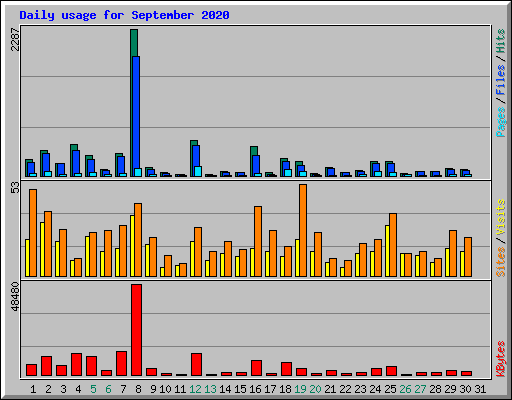 Daily usage for September 2020
2287
Pages / Files / Hits
53
Sites / Visits
48480
KBytes
1 2 3 4 5 6 7 8 9 10 11 12 13 14 15 16 17 18 19 20 21 22 23 24 25 26 27 28 29 30 31